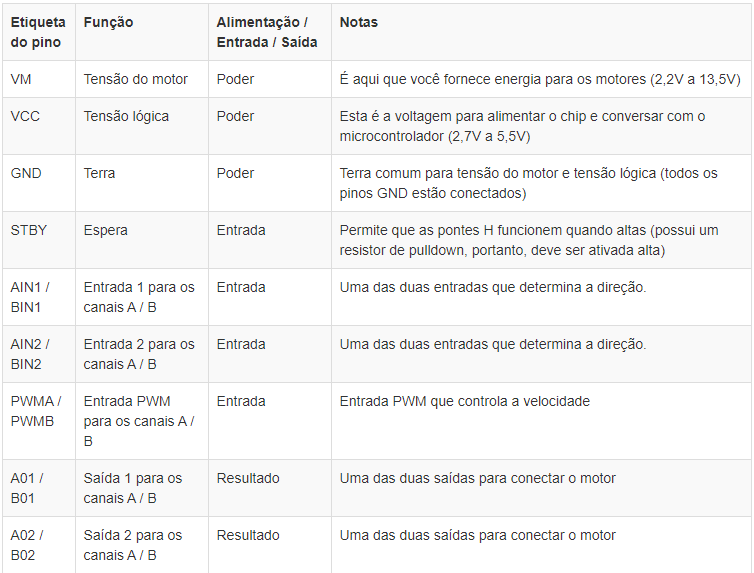 Etiqueta do pino | Função | Alimentação / Entrada / Saída | Notas
VM | Tensão do motor | Poder | É aqui que você fornece energia para os motores (2,2V a 13,5V)
VCC | Tensão lógica | Poder | Esta é a voltagem para alimentar o chip e conversar com o microcontrolador (2,7V a 5,5V)
GND | Terra | Poder | Terra comum para tensão do motor e tensão lógica (todos os pinos GND estão conectados)
STBY | Espera | Entrada | Permite que as pontes H funcionem quando altas (possui um resistor de pulldown, portanto, deve ser ativada alta)
AIN1 / BIN1 | Entrada 1 para os canais A / B | Entrada | Uma das duas entradas que determina a direção.
AIN2 / BIN2 | Entrada 2 para os canais A / B | Entrada | Uma das duas entradas que determina a direção.
PWMA / PWMB | Entrada PWM para os canais A / B | Entrada | Entrada PWM que controla a velocidade
A01 / B01 | Saída 1 para os canais A / B | Resultado | Uma das duas saídas para conectar o motor
A02 / B02 | Saída 2 para os canais A / B | Resultado | Uma das duas saídas para conectar o motor